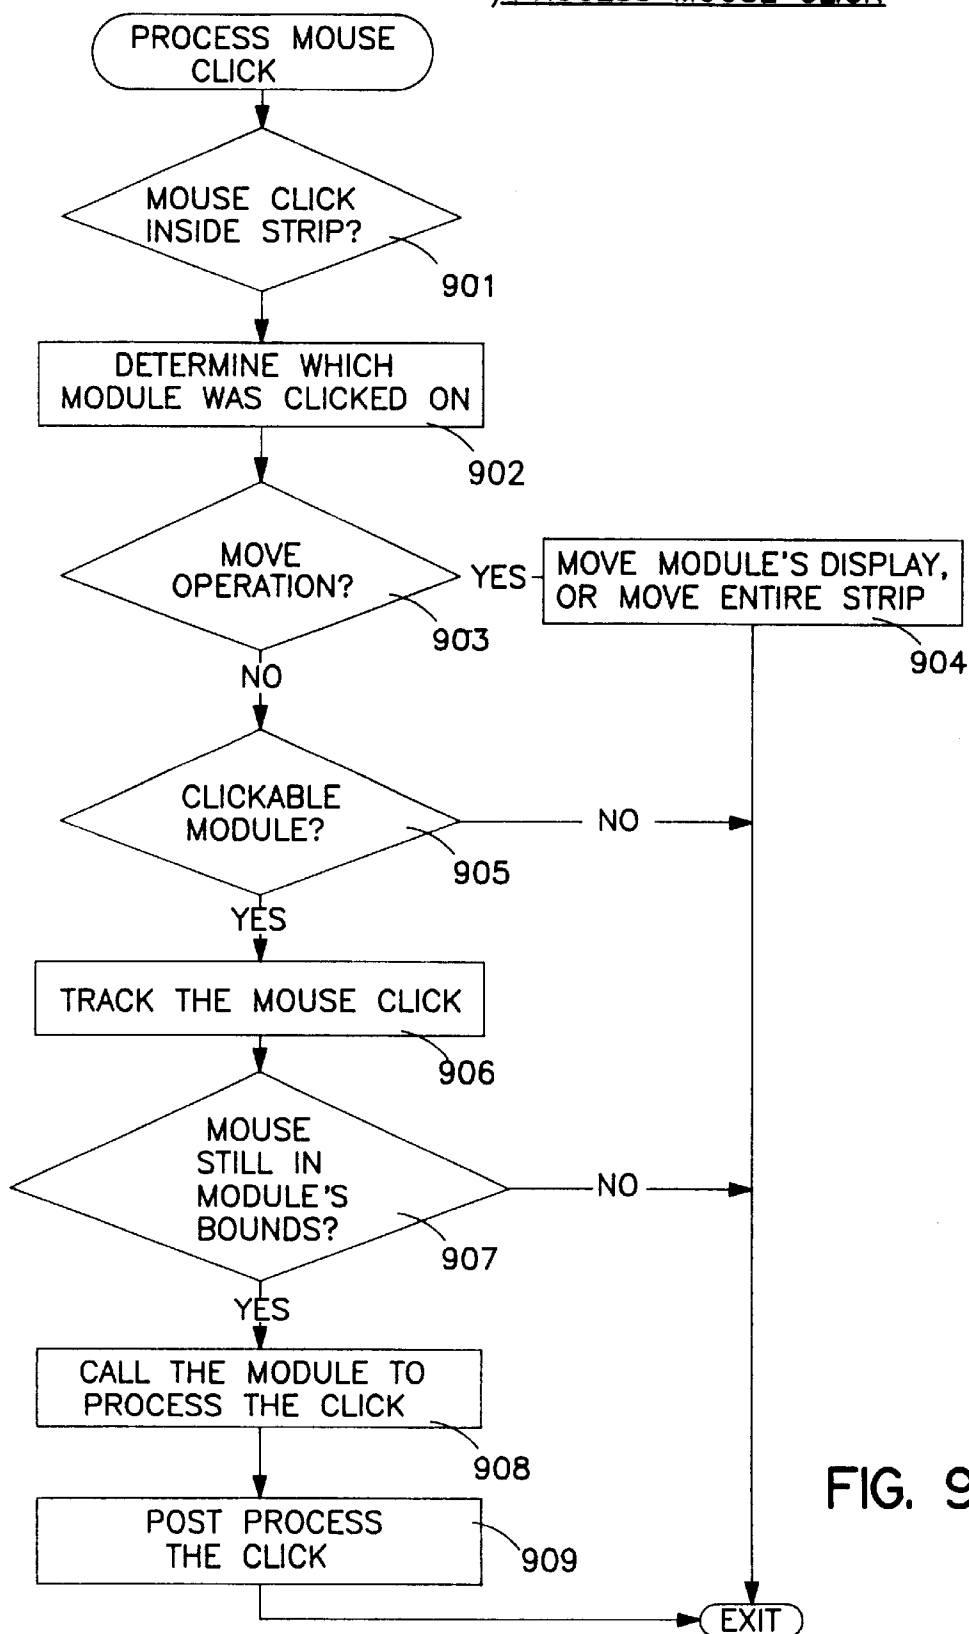 PROCESS MOUSE
CLICK
MOUSE CLICK
INSIDE STRIP?
901
DETERMINE WHICH
MODULE WAS CLICKED ON
902
MOVE
OPERATION?
903
YES
MOVE MODULE'S DISPLAY,
OR MOVE ENTIRE STRIP
904
NO
CLICKABLE
MODULE?
905
NO
YES
TRACK THE MOUSE CLICK
906
MOUSE
STILL IN
MODULE'S
BOUNDS?
907
NO
YES
CALL THE MODULE TO
PROCESS THE CLICK
908
POST PROCESS
THE CLICK
909
FIG. 9
EXIT